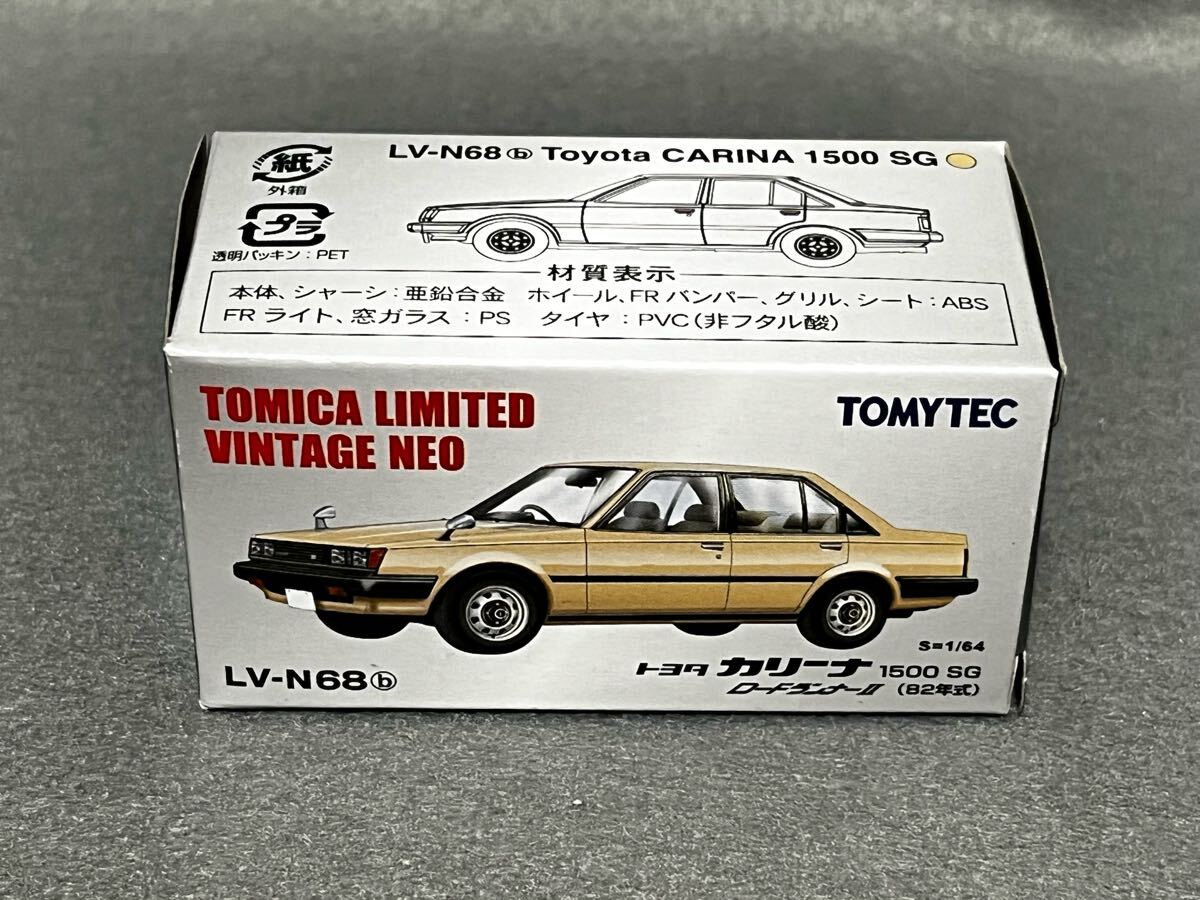 紙
外箱
プラ
透明パッキン：PET
LV-N68ⓑ Toyota CARINA 1500 SG
材質表示
本体、シャーシ：亜鉛合金 ホイール、FRバンパー、グリル、シート：ABS
FRライト、窓ガラス：PS タイヤ：PVC（非フタル酸）
TOMICA LIMITED
VINTAGE NEO
TOMYTEC
S=1/64
LV-N68ⓑ
トヨタ カリーナ 1500 SG
ロードランナーII （82年式）